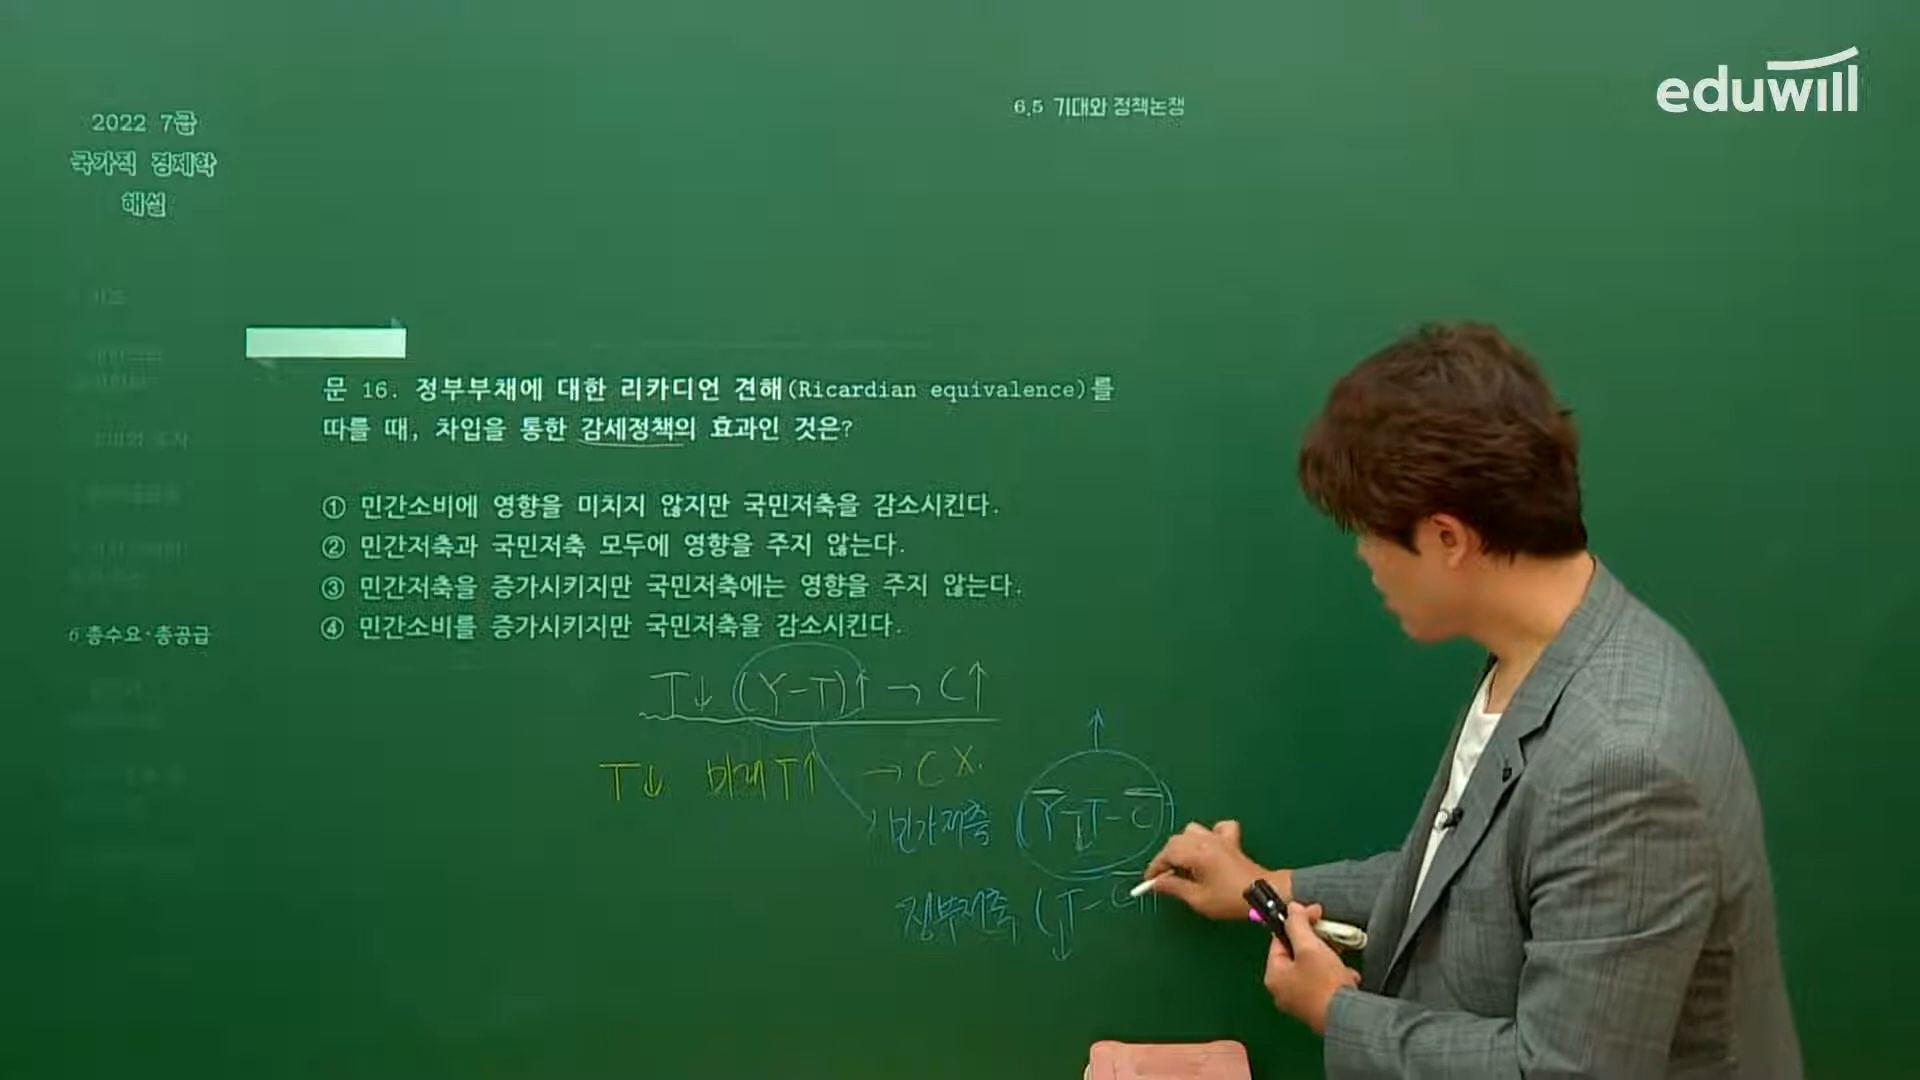 eduwill
2022 7급
국가직 경제학
해설
6.5 기대와 정책논쟁
문 16. 정부부채에 대한 리카디언 견해(Ricardian equivalence)를
따를 때, 차입을 통한 감세정책의 효과인 것은?
① 민간소비에 영향을 미치지 않지만 국민저축을 감소시킨다.
② 민간저축과 국민저축 모두에 영향을 주지 않는다.
③ 민간저축을 증가시키지만 국민저축에는 영향을 주지 않는다.
④ 민간소비를 증가시키지만 국민저축을 감소시킨다.
6 총수요·총공급
T↓ (Y-T)↑ → C↑
T↓ 미래 T↑ → C X.
민간저축 (Y-T-C)
정부저축 (T-G)